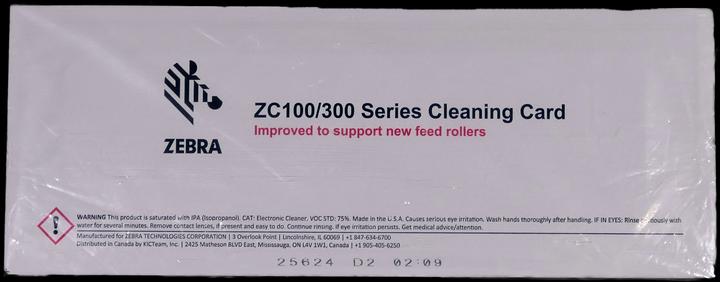 ZC100/300 Series Cleaning Card
Improved to support new feed rollers
ZEBRA
WARNING This product is saturated with IPA (Isopropanol). CAT: Electronic Cleaner, VOC STD: 75%. Made in the U.S.A. Causes serious eye irritation. Wash hands thoroughly after handling. IF IN EYES: Rinse cautiously with
water for several minutes. Remove contact lenses, if present and easy to do. Continue rinsing. If eye irritation persists. Get medical advice/attention.
Manufactured for ZEBRA TECHNOLOGIES CORPORATION | 3 Overlook Point | Lincolnshire, IL 60069 | +1 847-634-6700
Distributed in Canada by KICTeam, Inc. | 2425 Matheson BLVD East, Mississauga, ON L4V 1W1, Canada | +1 905-405-6250
25624 D2 02:09